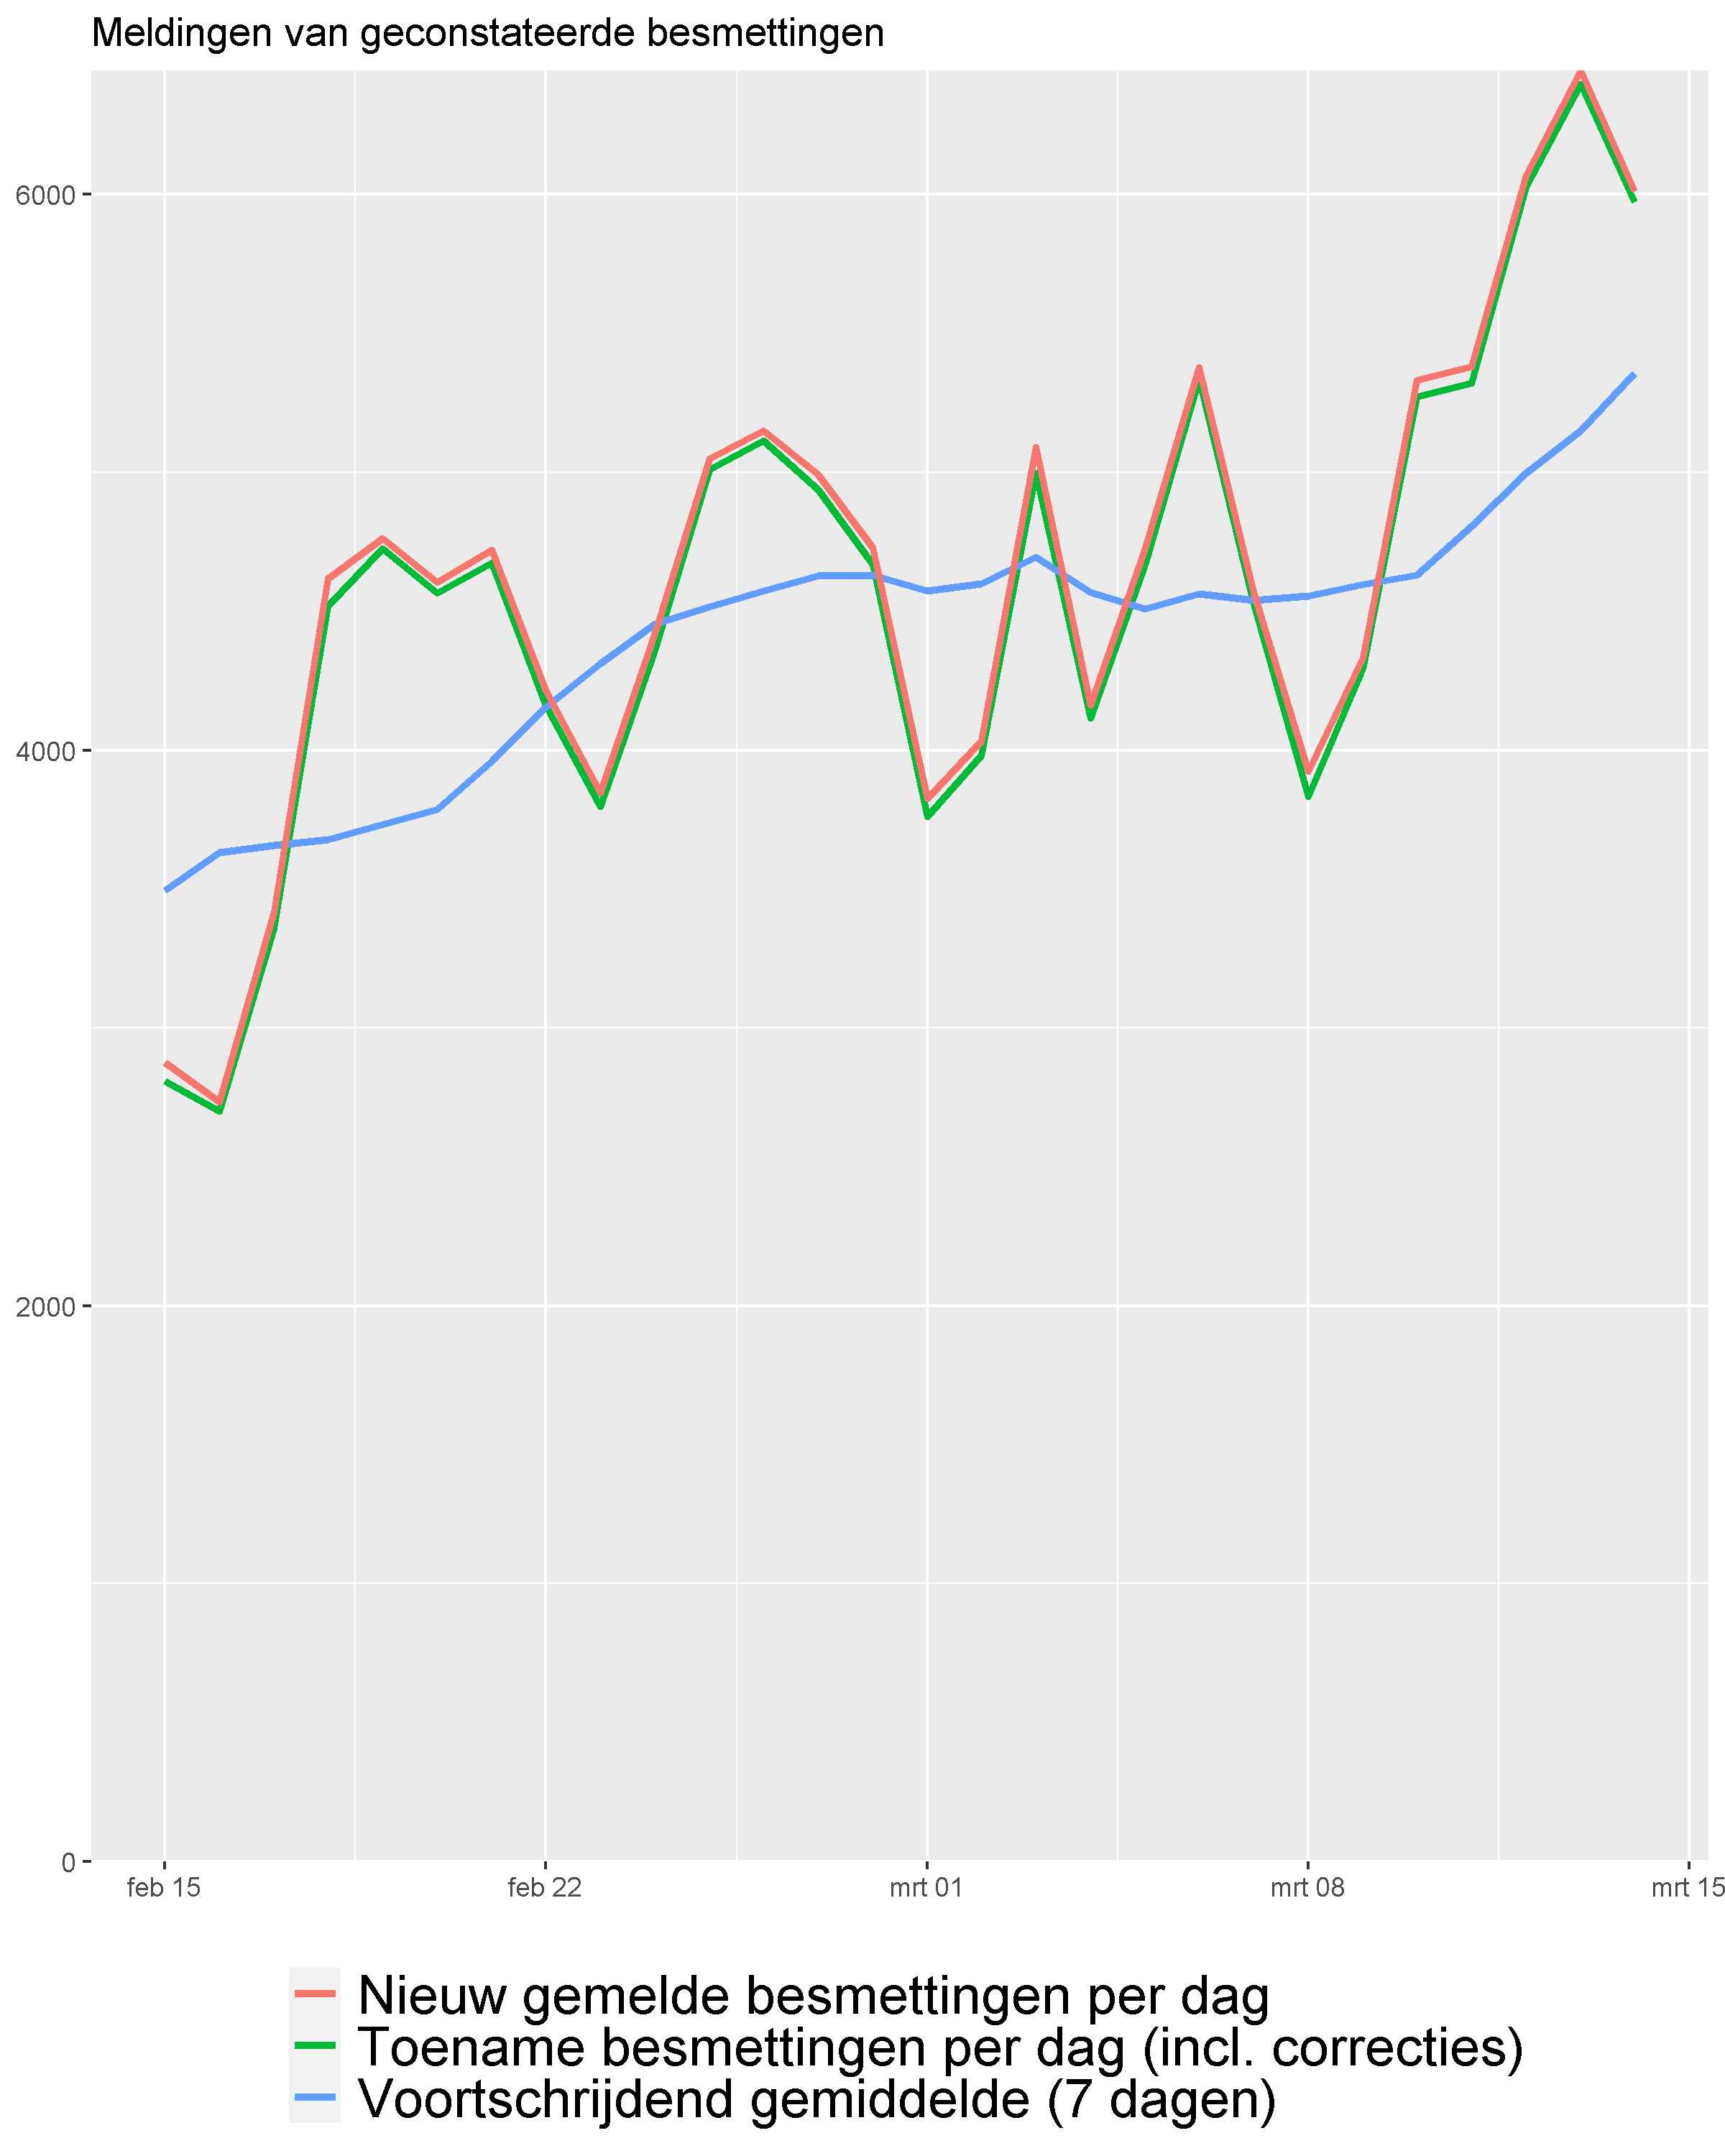 Meldingen van geconstateerde besmettingen
6000
4000
2000
0
feb 15
feb 22
mrt 01
mrt 08
mrt 15
Nieuw gemelde besmettingen per dag
Toename besmettingen per dag (incl. correcties)
Voortschrijdend gemiddelde (7 dagen)